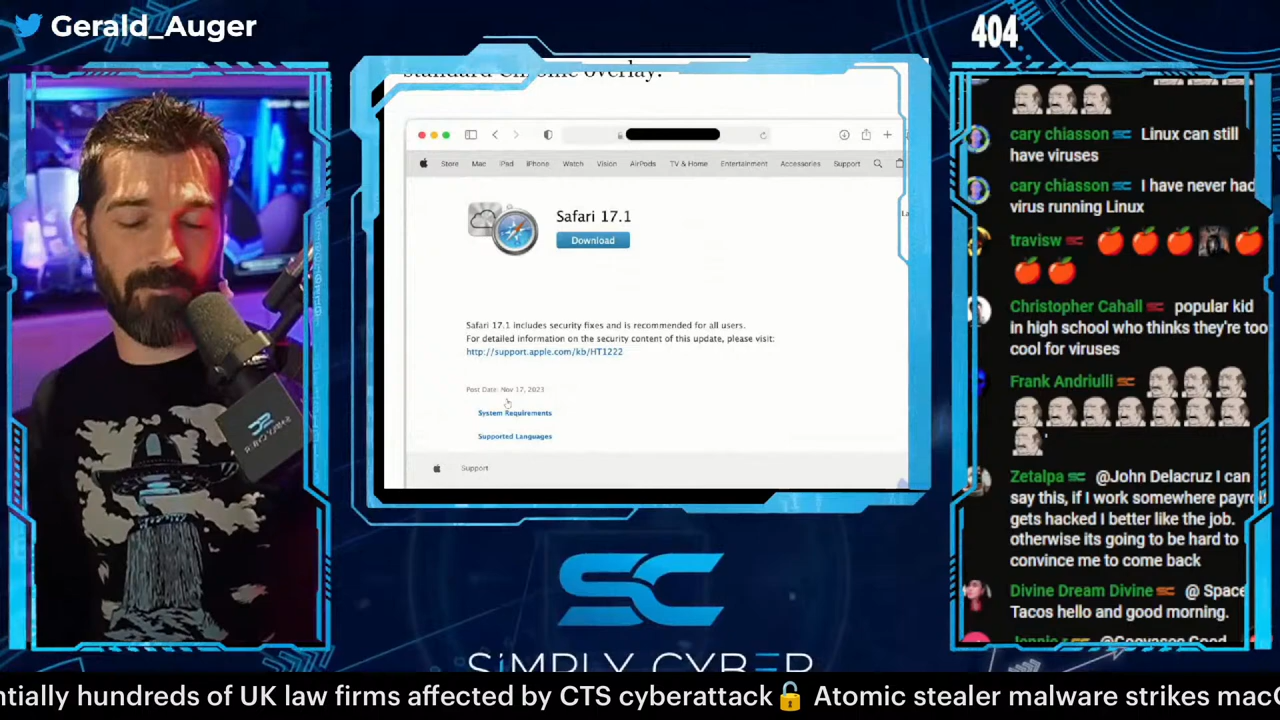 Gerald_Auger
404
standard Chrome overlay.
Store Mac iPad iPhone Watch Vision AirPods TV & Home Entertainment Accessories Support
Safari 17.1
Download
Safari 17.1 includes security fixes and is recommended for all users.
For detailed information on the security content of this update, please visit:
http://support.apple.com/kb/HT1222
Post Date: Nov 17, 2023
System Requirements
Supported Languages
Support
cary chiasson Linux can still
have viruses
cary chiasson I have never had
virus running Linux
travisw
Christopher Cahall popular kid
in high school who thinks they're too
cool for viruses
Frank Andriulli
Zetalpa @John Delacruz I can
say this, if I work somewhere payroll
gets hacked I better like the job.
otherwise its going to be hard to
convince me to come back
Divine Dream Divine @ Space
Tacos hello and good morning.
SC
SIMPLY CYBER
ntially hundreds of UK law firms affected by CTS cyberattack🔓 Atomic stealer malware strikes mac